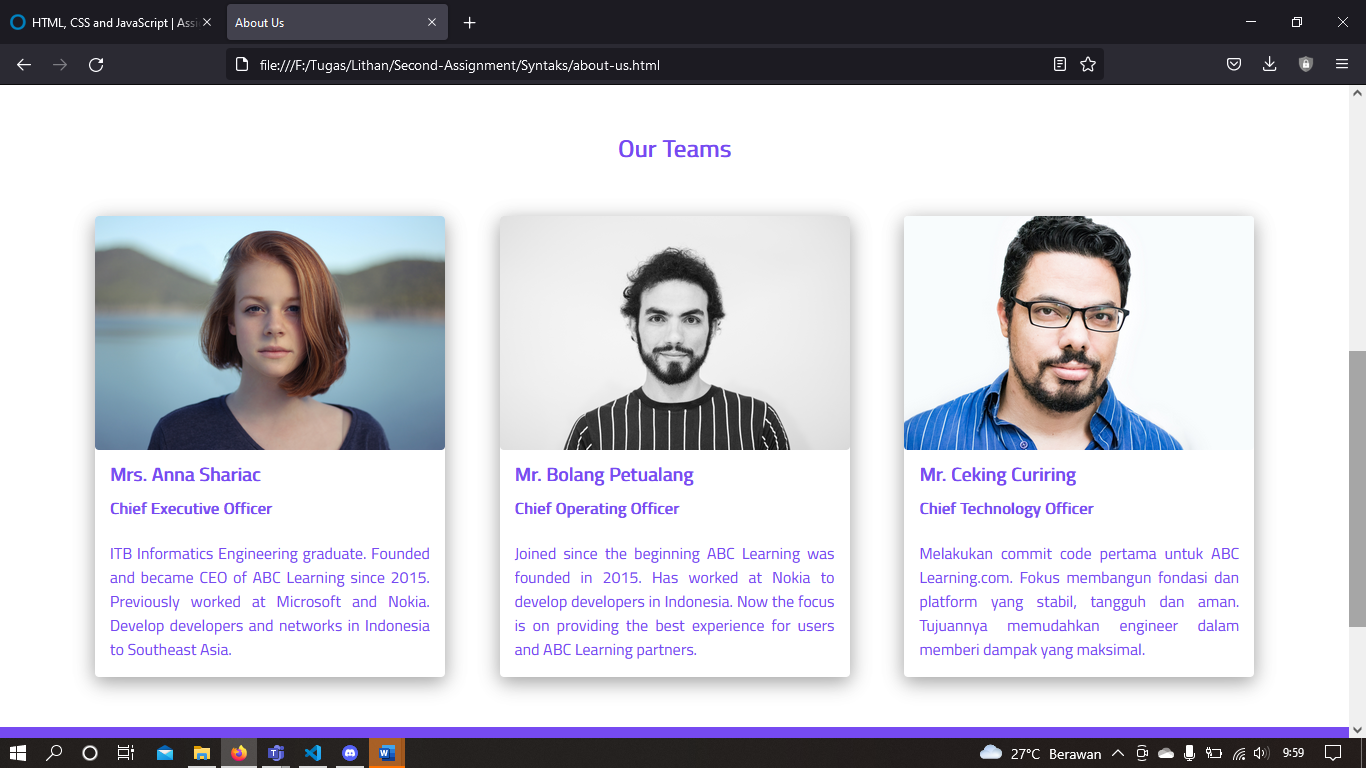 HTML, CSS and JavaScript | Assi
About Us
file:///F:/Tugas/Lithan/Second-Assignment/Syntaks/about-us.html
Our Teams
Mrs. Anna Shariac
Chief Executive Officer
ITB Informatics Engineering graduate. Founded
and became CEO of ABC Learning since 2015.
Previously worked at Microsoft and Nokia.
Develop developers and networks in Indonesia
to Southeast Asia.
Mr. Bolang Petualang
Chief Operating Officer
Joined since the beginning ABC Learning was
founded in 2015. Has worked at Nokia to
develop developers in Indonesia. Now the focus
is on providing the best experience for users
and ABC Learning partners.
Mr. Ceking Curiring
Chief Technology Officer
Melakukan commit code pertama untuk ABC
Learning.com. Fokus membangun fondasi dan
platform yang stabil, tangguh dan aman.
Tujuannya memudahkan engineer dalam
memberi dampak yang maksimal.
27°C Berawan
9:59